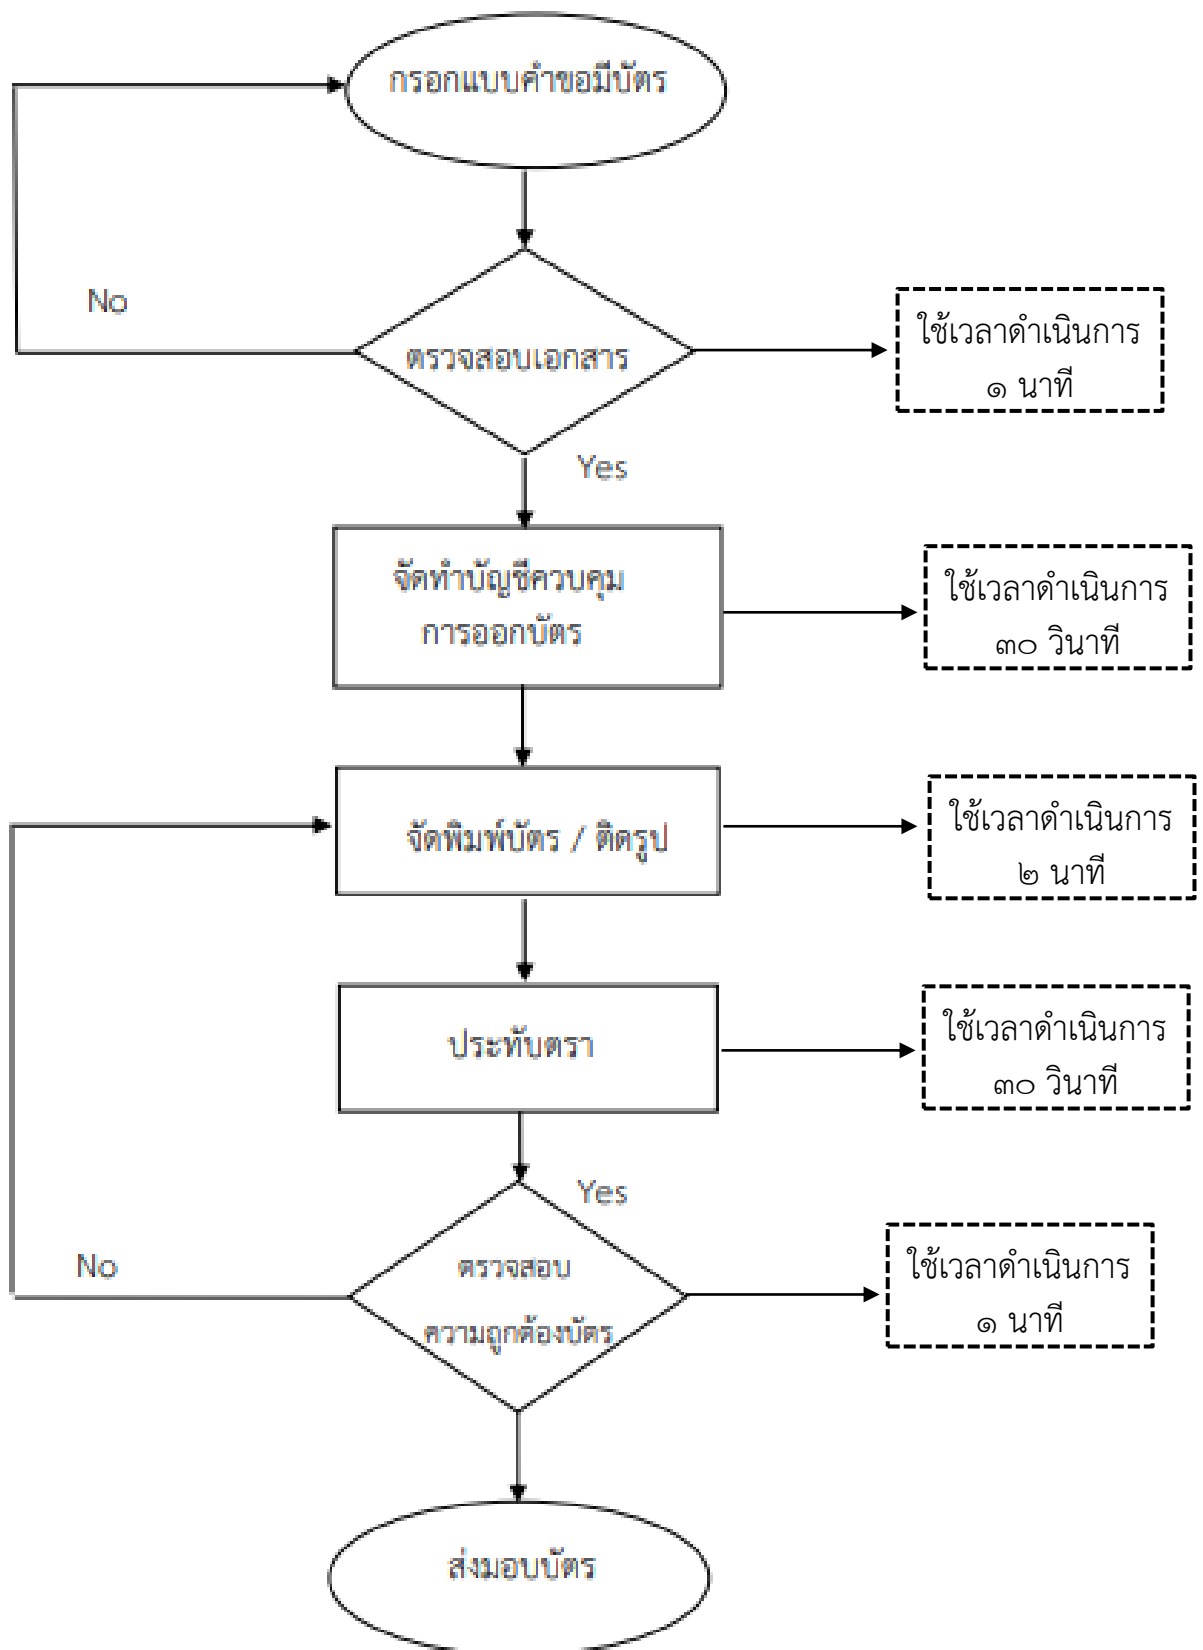 กรอกแบบคำขอมีบัตร
No
ตรวจสอบเอกสาร
ใช้เวลาดำเนินการ
๑ นาที
Yes
จัดทำบัญชีควบคุม
การออกบัตร
ใช้เวลาดำเนินการ
๓๐ วินาที
จัดพิมพ์บัตร / ติดรูป
ใช้เวลาดำเนินการ
๒ นาที
ประทับตรา
ใช้เวลาดำเนินการ
๓๐ วินาที
Yes
No
ตรวจสอบ
ความถูกต้องบัตร
ใช้เวลาดำเนินการ
๑ นาที
ส่งมอบบัตร